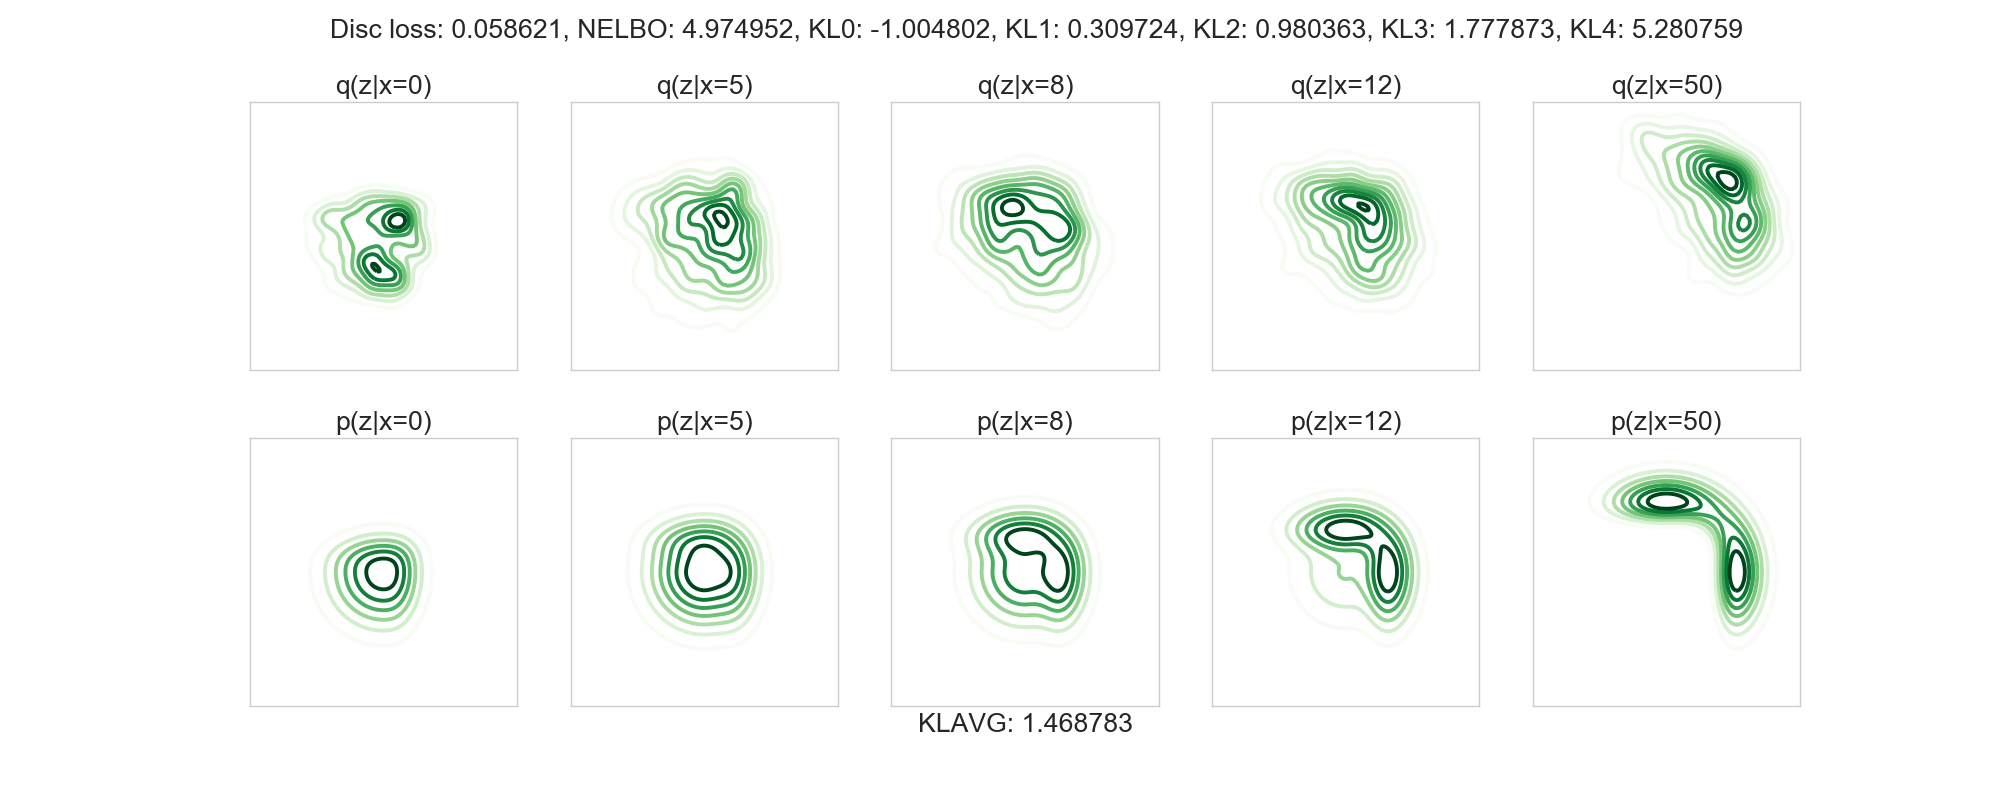 Disc loss: 0.058621, NELBO: 4.974952, KL0: -1.004802, KL1: 0.309724, KL2: 0.980363, KL3: 1.777873, KL4: 5.280759
q(z|x=0) q(z|x=5) q(z|x=8) q(z|x=12) q(z|x=50)
p(z|x=0) p(z|x=5) p(z|x=8) p(z|x=12) p(z|x=50)
KLAVG: 1.468783